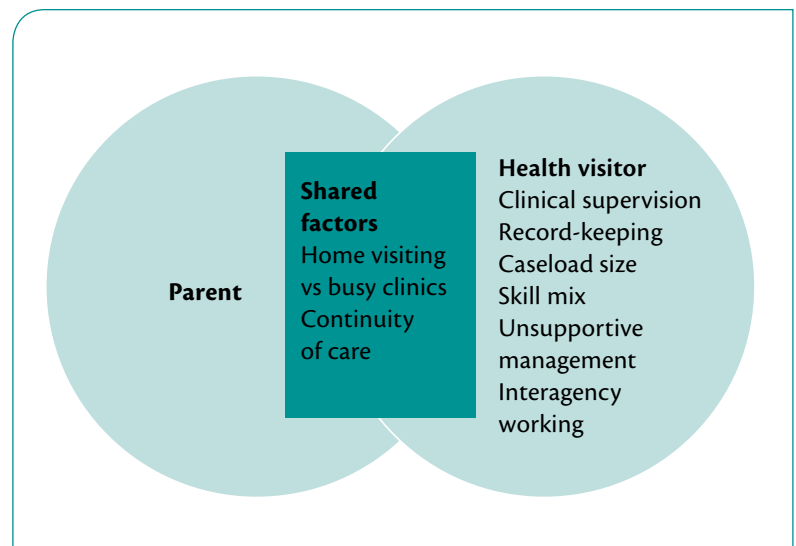 Parent
Shared
factors
Home visiting
vs busy clinics
Continuity
of care
Health visitor
Clinical supervision
Record-keeping
Caseload size
Skill mix
Unsupportive
management
Interagency
working